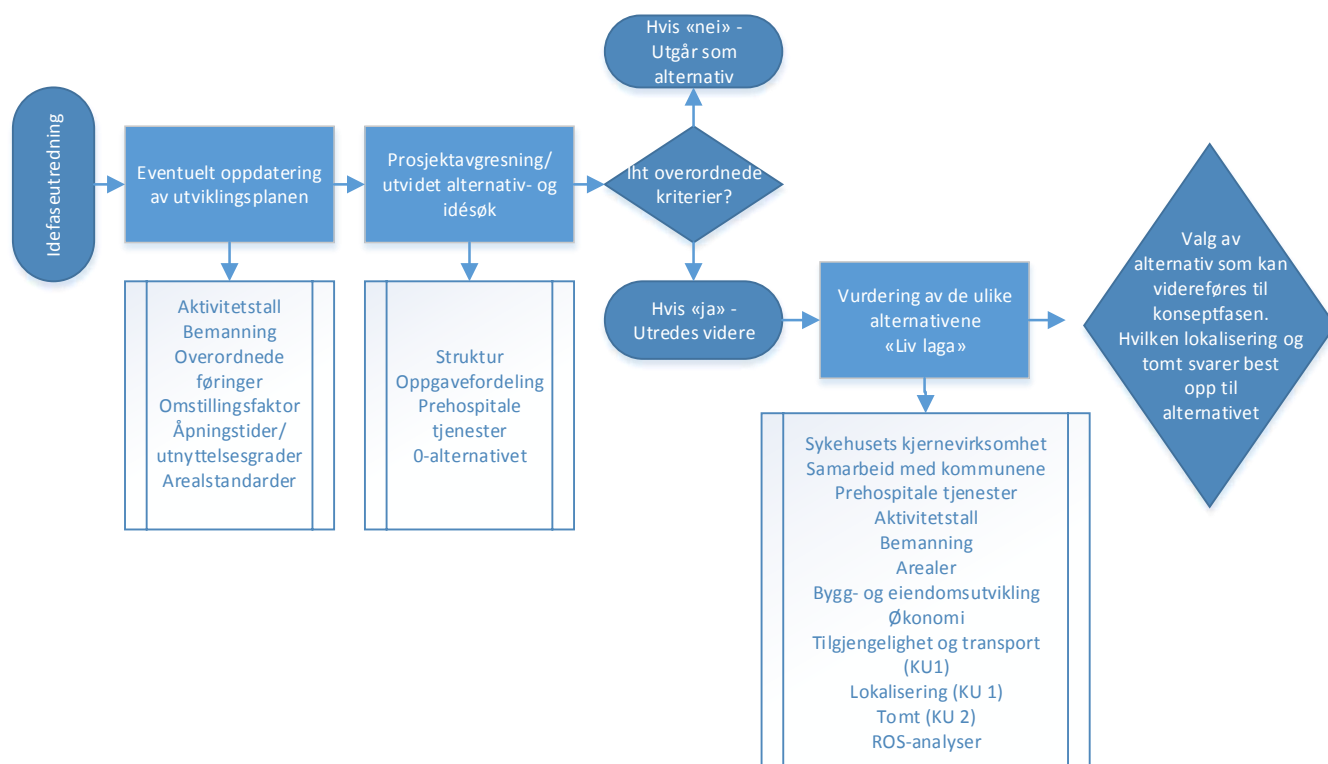 Idefaseutredning
Eventuelt oppdatering
av utviklingsplanen
Aktivitetstall
Bemanning
Overordnede
føringer
Omstillingsfaktor
Åpningstider/
utnyttelsesgrader
Arealstandarder
Prosjektavgresning/
utvidet alternativ- og
idésøk
Struktur
Oppgavefordeling
Prehospitale
tjenester
0-alternativet
Iht overordnede
kriterier?
Hvis «nei» -
Utgår som
alternativ
Hvis «ja» -
Utredes videre
Vurdering av de ulike
alternativene
«Liv laga»
Sykehusets kjernevirksomhet
Samarbeid med kommunene
Prehospitale tjenester
Aktivitetstall
Bemanning
Arealer
Bygg- og eiendomsutvikling
Økonomi
Tilgjengelighet og transport
(KU1)
Lokalisering (KU 1)
Tomt (KU 2)
ROS-analyser
Valg av
alternativ som kan
videreføres til
konseptfasen.
Hvilken lokalisering og
tomt svarer best
opp til
alternativet